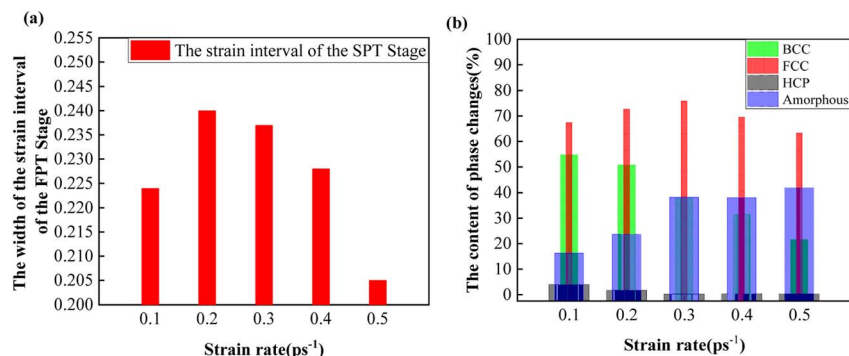 (a)
The strain interval of the SPT Stage
The width of the strain interval
of the FPT Stage
0.255
0.250
0.245
0.240
0.235
0.230
0.225
0.220
0.215
0.210
0.205
0.200
0.1 0.2 0.3 0.4 0.5
Strain rate(ps⁻¹)
(b)
BCC
FCC
HCP
Amorphous
The content of phase changes(%)
100
90
80
70
60
50
40
30
20
10
0
0.1 0.2 0.3 0.4 0.5
Strain rate(ps⁻¹)